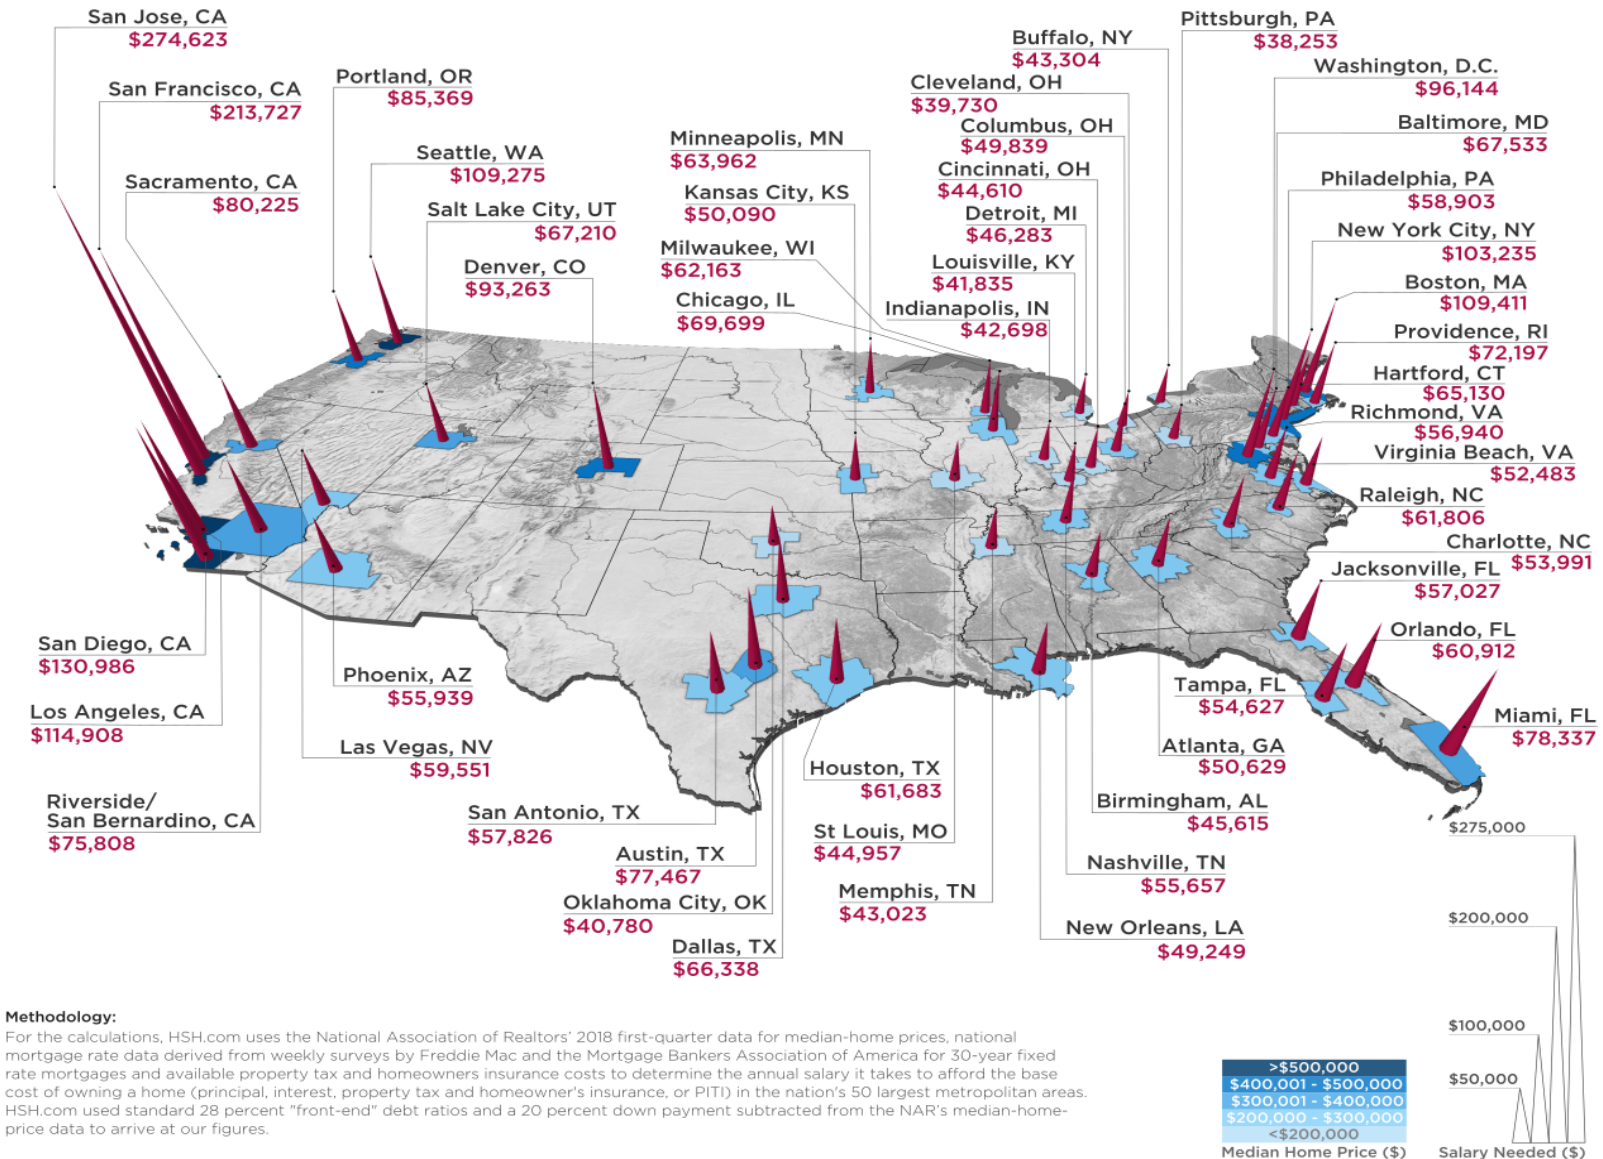 San Jose, CA
$274,623
San Francisco, CA
$213,727
Sacramento, CA
$80,225
Portland, OR
$85,369
Seattle, WA
$109,275
Salt Lake City, UT
$67,210
Denver, CO
$93,263
Minneapolis, MN
$63,962
Kansas City, KS
$50,090
Milwaukee, WI
$62,163
Chicago, IL
$69,699
Buffalo, NY
$43,304
Cleveland, OH
$39,730
Columbus, OH
$49,839
Cincinnati, OH
$44,610
Detroit, MI
$46,283
Louisville, KY
$41,835
Indianapolis, IN
$42,698
Pittsburgh, PA
$38,253
Washington, D.C.
$96,144
Baltimore, MD
$67,533
Philadelphia, PA
$58,903
New York City, NY
$103,235
Boston, MA
$109,411
Providence, RI
$72,197
Hartford, CT
$65,130
Richmond, VA
$56,940
Virginia Beach, VA
$52,483
Raleigh, NC
$61,806
Charlotte, NC
$53,991
Jacksonville, FL
$57,027
Orlando, FL
$60,912
Tampa, FL
$54,627
Miami, FL
$78,337
Atlanta, GA
$50,629
Birmingham, AL
$45,615
Nashville, TN
$55,657
New Orleans, LA
$49,249
San Diego, CA
$130,986
Los Angeles, CA
$114,908
Riverside/
San Bernardino, CA
$75,808
Phoenix, AZ
$55,939
Las Vegas, NV
$59,551
San Antonio, TX
$57,826
Austin, TX
$77,467
Oklahoma City, OK
$40,780
Dallas, TX
$66,338
Houston, TX
$61,683
St Louis, MO
$44,957
Memphis, TN
$43,023
Methodology:
For the calculations, HSH.com uses the National Association of Realtors' 2018 first-quarter data for median-home prices, national
mortgage rate data derived from weekly surveys by Freddie Mac and the Mortgage Bankers Association of America for 30-year fixed
rate mortgages and available property tax and homeowners insurance costs to determine the annual salary it takes to afford the base
cost of owning a home (principal, interest, property tax and homeowner's insurance, or PITI) in the nation's 50 largest metropolitan areas.
HSH.com used standard 28 percent "front-end" debt ratios and a 20 percent down payment subtracted from the NAR's median-home-
price data to arrive at our figures.
>$500,000
$400,001 - $500,000
$300,001 - $400,000
$200,000 - $300,000
<$200,000
Median Home Price ($)
$275,000
$200,000
$100,000
$50,000
Salary Needed ($)